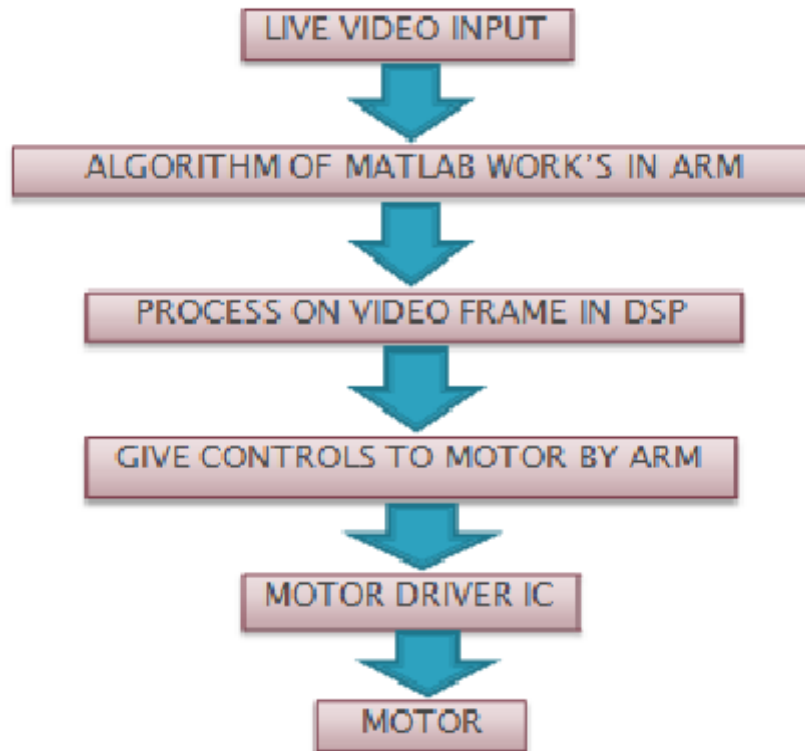 LIVE VIDEO INPUT
ALGORITHM OF MATLAB WORK'S IN ARM
PROCESS ON VIDEO FRAME IN DSP
GIVE CONTROLS TO MOTOR BY ARM
MOTOR DRIVER IC
MOTOR